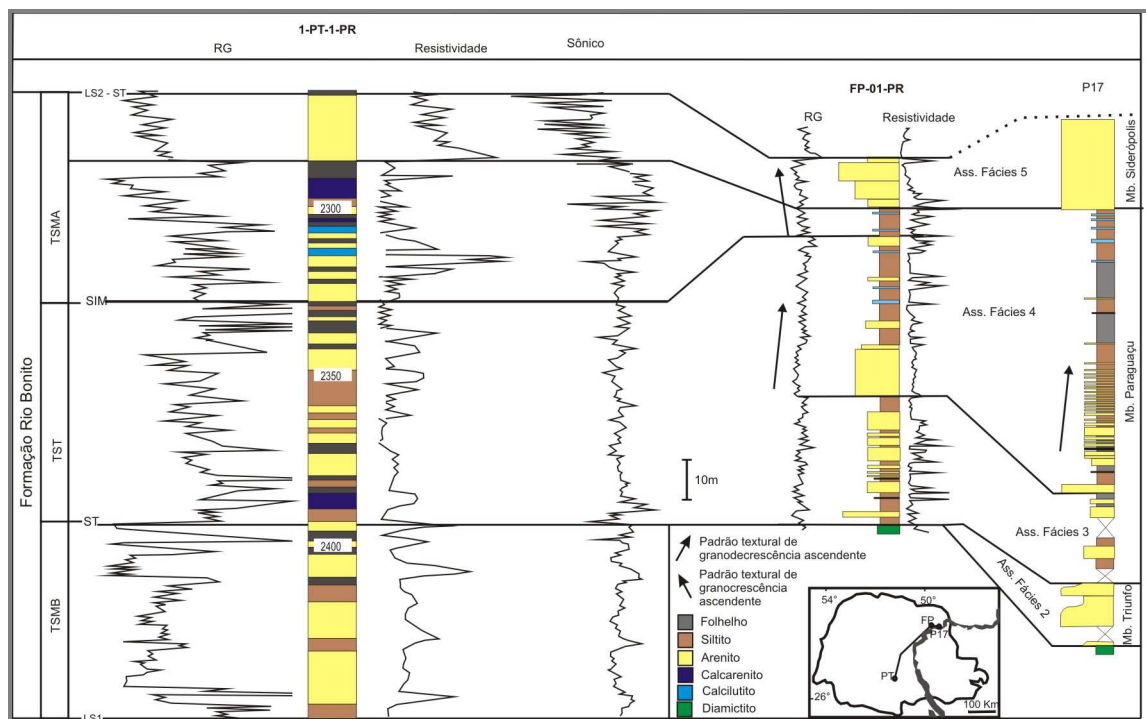 1-PT-1-PR
RG
Resistividade
Sônico
FP-01-PR
P17
RG
Resistividade
LS2 - ST
TSMA
2300
SIM
Formação Rio Bonito
TST
2350
ST
2400
TSMB
LS1
10m
Ass. Fácies 5
Ass. Fácies 4
Ass. Fácies 3
Ass. Fácies 2
Mb. Siderópolis
Mb. Paraguaçu
Mb. Triunfo
Padrão textural de
granodecrescência ascendente
Padrão textural de
granocrescência
ascendente
Folhelho
Siltito
Arenito
Calcarenito
Calcilutito
Diamictito
54°
50°
FP
P17
PT
26°
100 Km